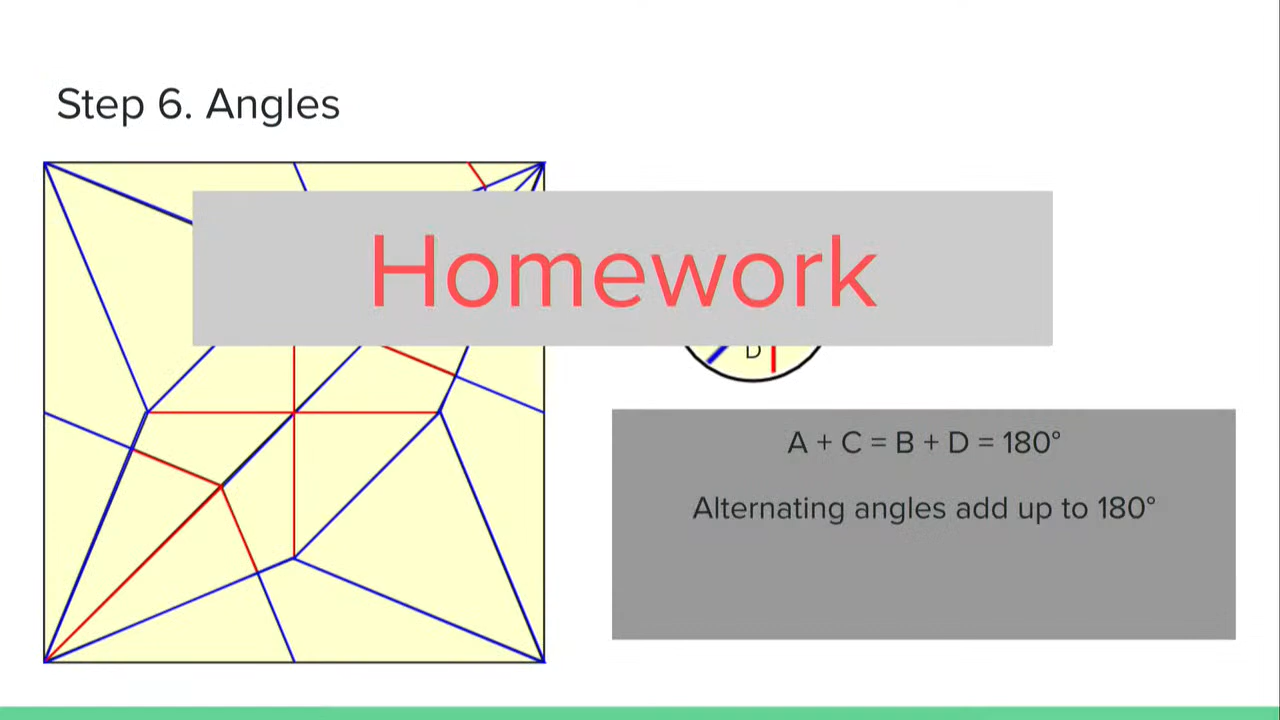 Step 6. Angles
Homework
D
A + C = B + D = 180°
Alternating angles add up to 180°